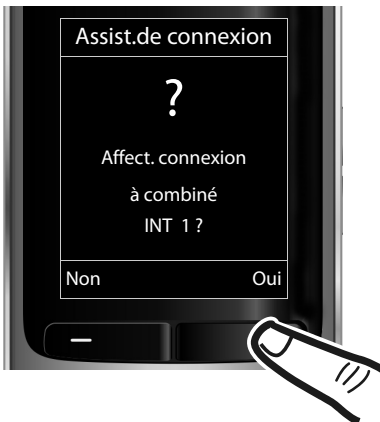 Assist.de connexion
?
Affect. connexion
à combiné
INT 1 ?
Non Oui